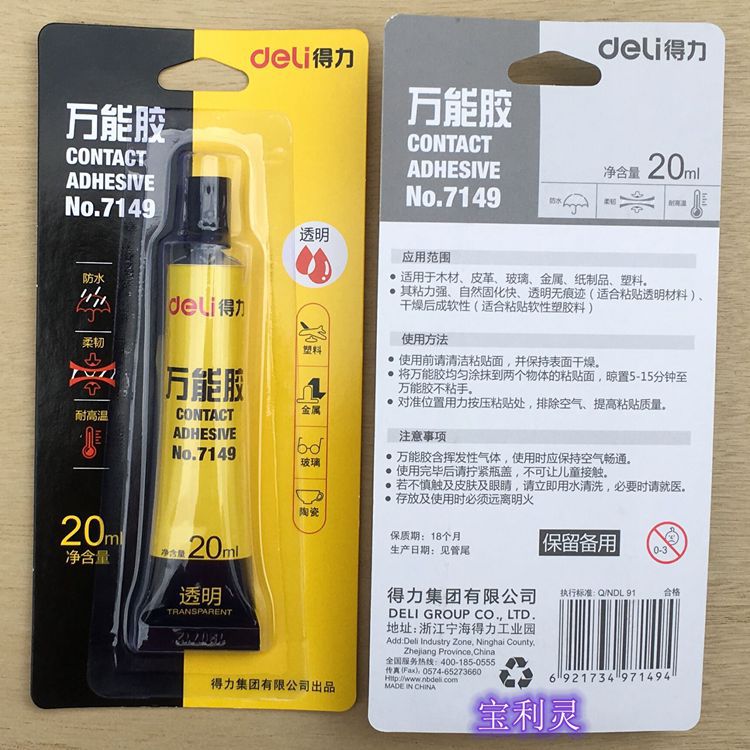 deli得力
万能胶
CONTACT
ADHESIVE
No.7149
防水
柔韧
耐高温
20ml
净含量
透明
塑料
金属
玻璃
陶瓷
deli得力
万能胶
CONTACT
ADHESIVE
No.7149
净含量 20ml
透明
TRANSPARENT
得力集团有限公司出品
deli得力
万能胶
CONTACT
ADHESIVE
No.7149
净含量 20ml
防水 柔韧 耐高温
应用范围
• 适用于木材、皮革、玻璃、金属、纸制品、塑料。
• 其粘力强、自然固化快、透明无痕迹（适合粘贴透明材料）、
干燥后成软性（适合粘贴软性塑胶料）
使用方法
• 使用前请清洁粘贴面，并保持表面干燥。
• 将万能胶均匀涂抹到两个物体的粘贴面，晾置5-15分钟至
万能胶不粘手。
• 对准位置用力按压粘贴处，排除空气、提高粘贴质量。
注意事项
• 万能胶含挥发性气体，使用时应保持空气畅通。
• 使用完毕后请拧紧瓶盖，不可让儿童接触。
• 若不慎触及皮肤及眼睛，请立即用水清洗，必要时请就医。
• 存放及使用时必须远离明火
保质期：18个月
生产日期：见管尾
保留备用
0-3
得力集团有限公司
DELI GROUP CO., LTD.
地址：浙江宁海得力工业园
Add:Deli Industry Zone, Ninghai County,
Zhejiang Province,China
全国服务热线：400-185-0555
传真(Fax)：0574-65273660
http://www.nbdeli.com
MADE IN CHINA
执行标准：Q/NDL 91 合格
6 921734 971494
宝利灵